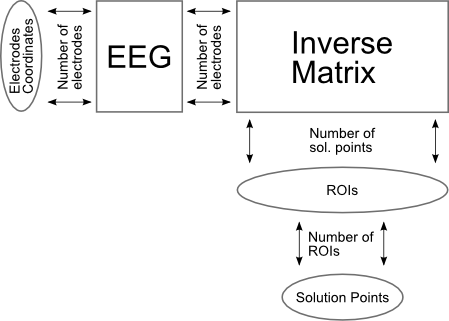 Electrodes
Coordinates
Number of
electrodes
EEG
Number of
electrodes
Inverse
Matrix
Number of
sol. points
ROIs
Number of
ROIs
Solution Points